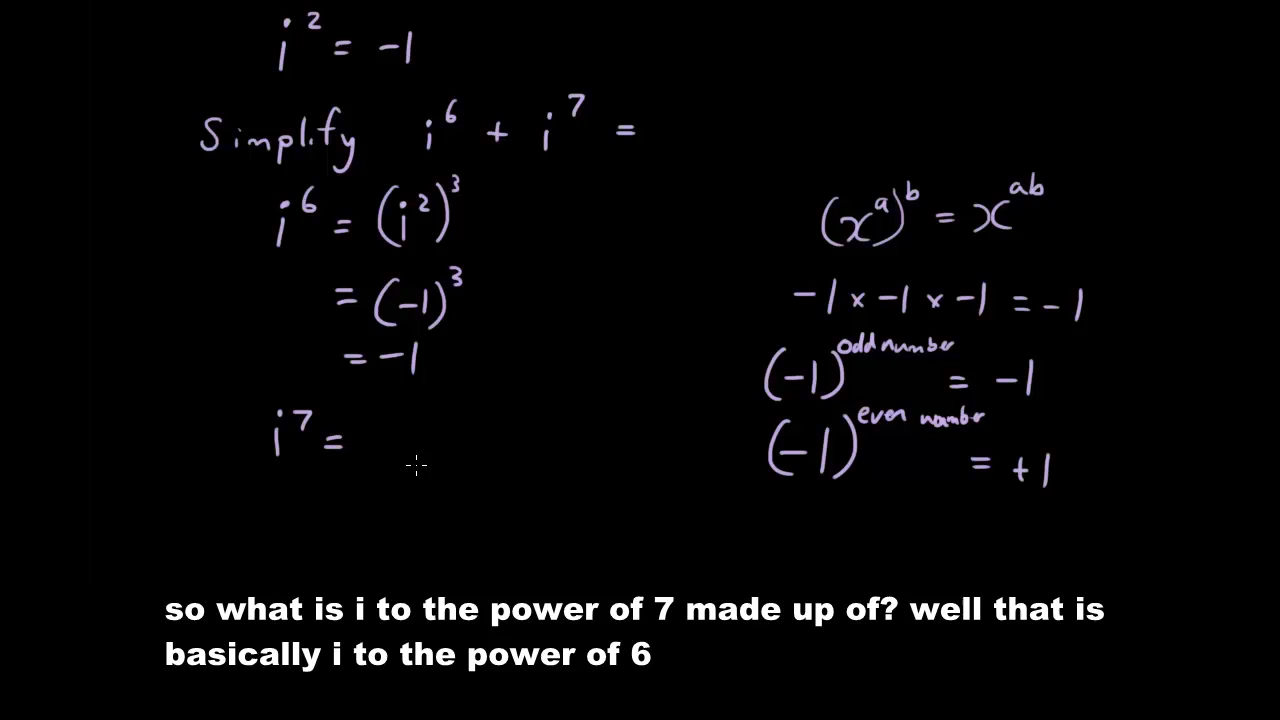 i² = -1
Simplify i⁶ + i⁷ =
i⁶ = (i²)³
= (-1)³
= -1
i⁷ =
(xᵃ)ᵇ = xᵃᵇ
-1 × -1 × -1 = -1
(-1)^odd number = -1
(-1)^even number = +1
so what is i to the power of 7 made up of? well that is
basically i to the power of 6